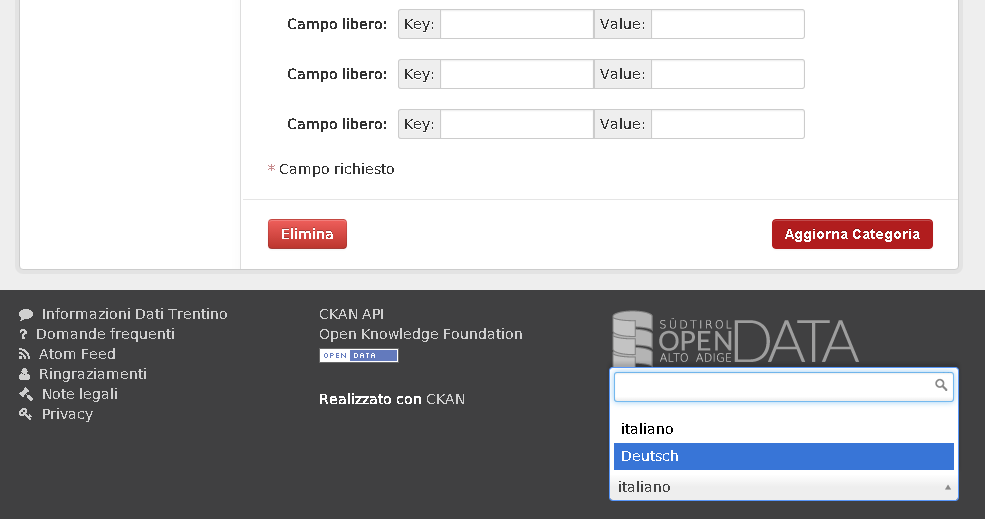 Campo libero: Key: Value:
Campo libero: Key: Value:
Campo libero: Key: Value:
* Campo richiesto
Elimina
Aggiorna Categoria
Informazioni Dati Trentino
Domande frequenti
Atom Feed
Ringraziamenti
Note legali
Privacy
CKAN API
Open Knowledge Foundation
OPEN DATA
Realizzato con CKAN
SÜDTIROL
OPEN DATA
ALTO ADIGE
italiano
Deutsch
italiano